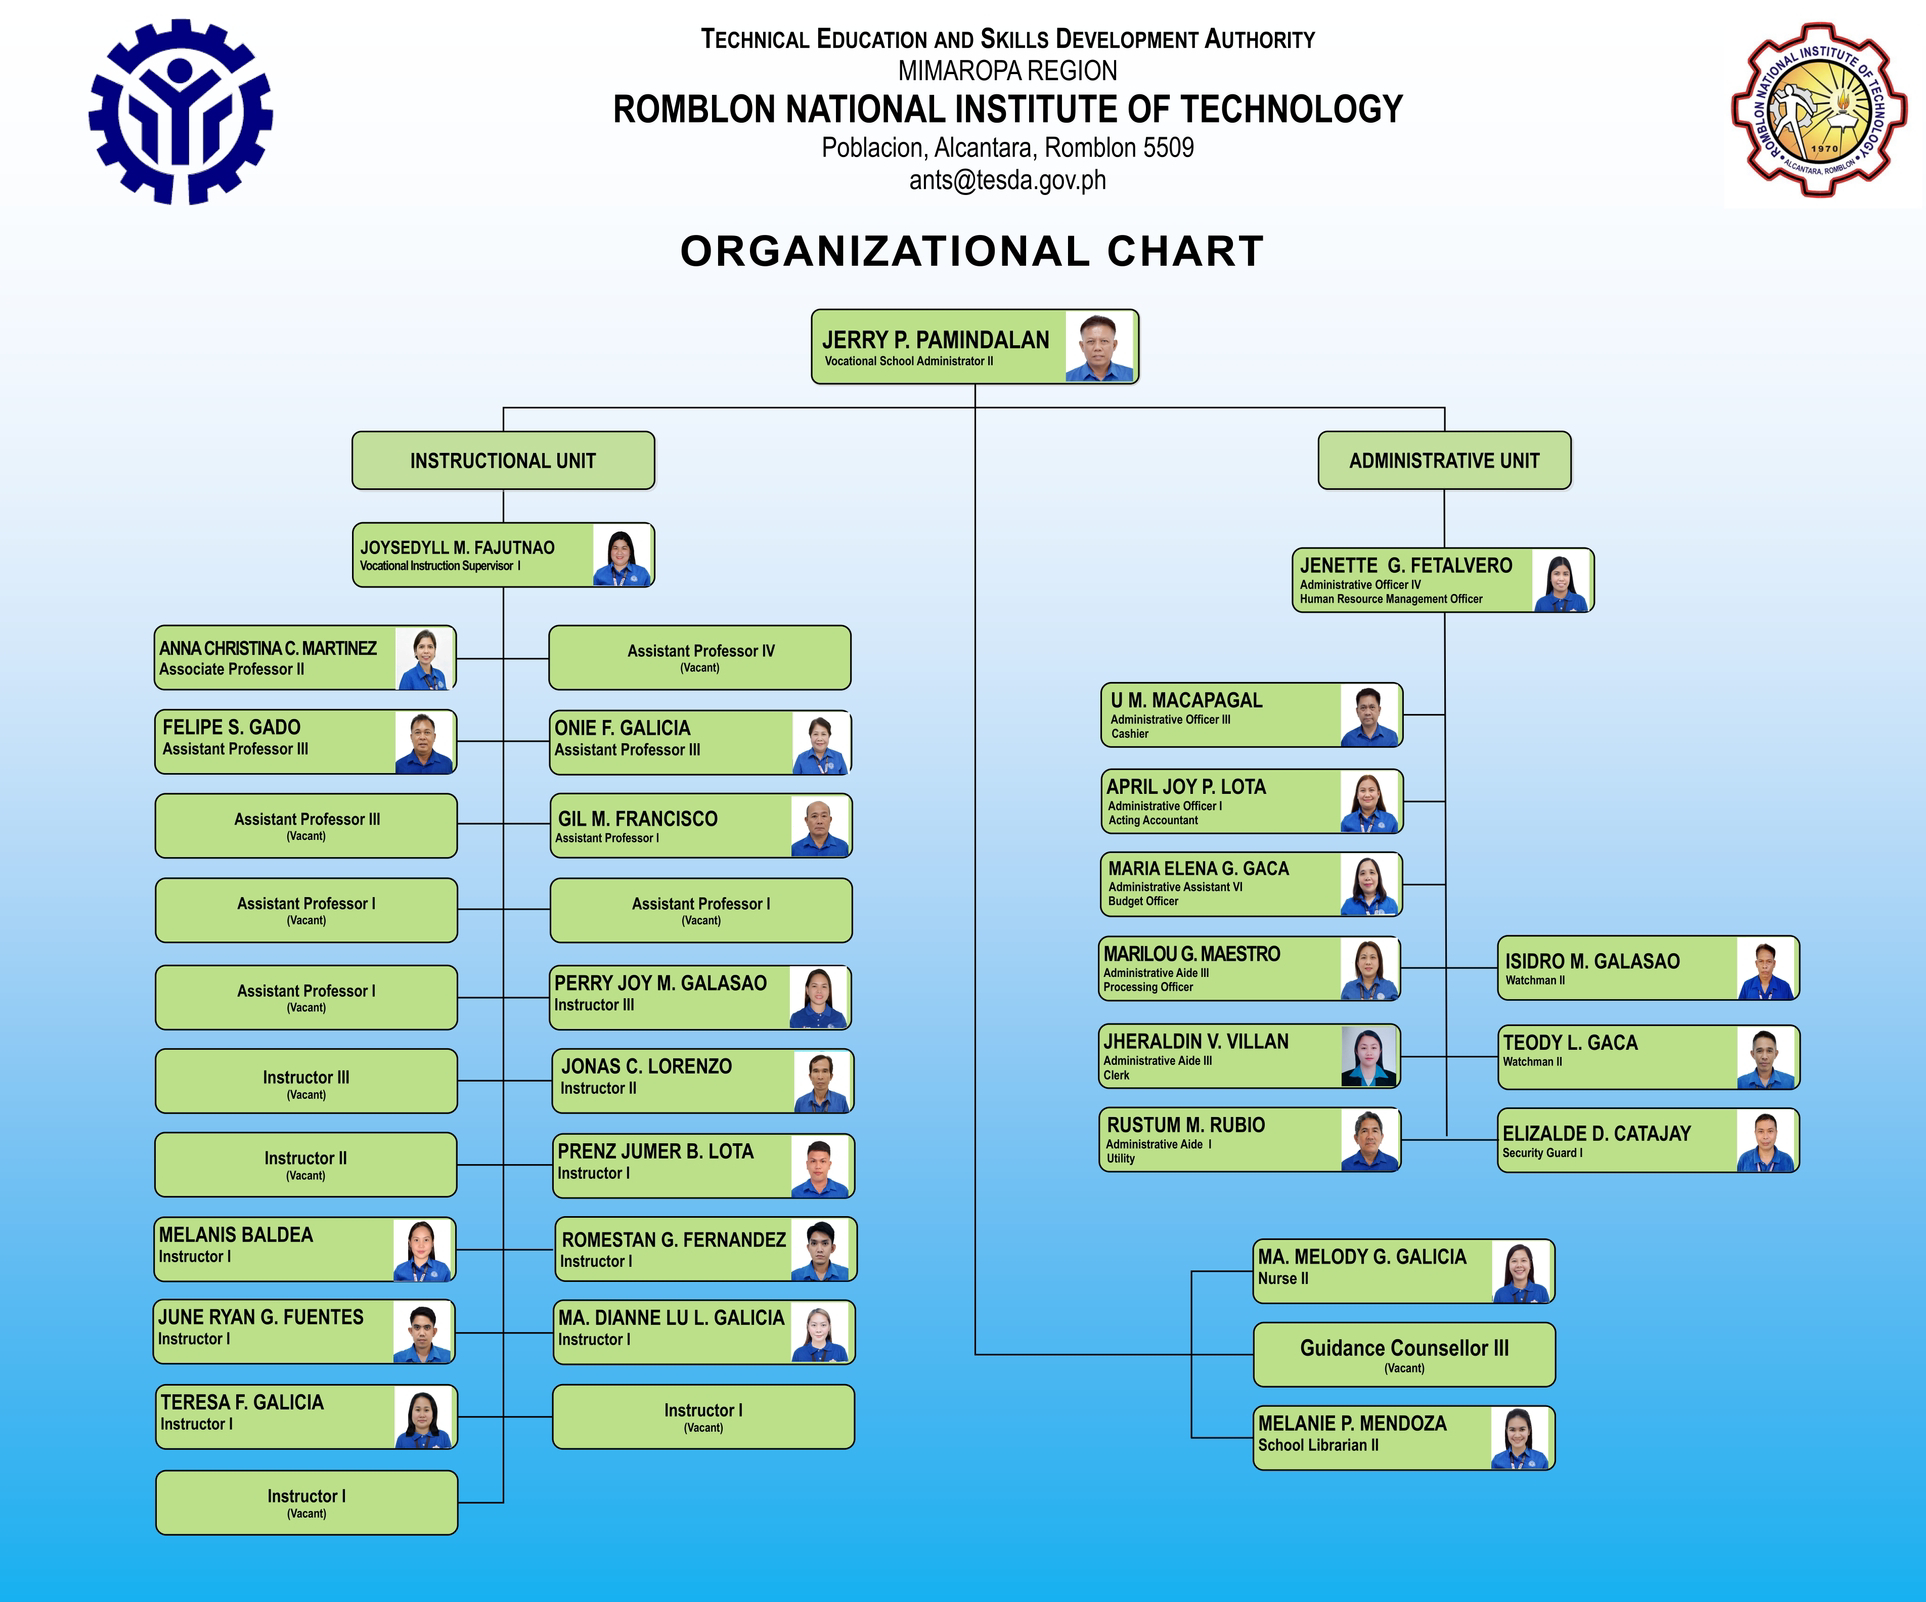 TECHNICAL EDUCATION AND SKILLS DEVELOPMENT AUTHORITY
MIMAROPA REGION
ROMBLON NATIONAL INSTITUTE OF TECHNOLOGY
Poblacion, Alcantara, Romblon 5509
ants@tesda.gov.ph
ROMBLON NATIONAL INSTITUTE OF TECHNOLOGY
1970
ALCANTARA, ROMBLON
ORGANIZATIONAL CHART
JERRY P. PAMINDALAN
Vocational School Administrator II
INSTRUCTIONAL UNIT
JOYSEDYLL M. FAJUTNAO
Vocational Instruction Supervisor I
ANNA CHRISTINA C. MARTINEZ
Associate Professor II
Assistant Professor IV
(Vacant)
FELIPE S. GADO
Assistant Professor III
ONIE F. GALICIA
Assistant Professor III
Assistant Professor III
(Vacant)
GIL M. FRANCISCO
Assistant Professor I
Assistant Professor I
(Vacant)
Assistant Professor I
(Vacant)
Assistant Professor I
(Vacant)
PERRY JOY M. GALASAO
Instructor III
Instructor III
(Vacant)
JONAS C. LORENZO
Instructor II
Instructor II
(Vacant)
PRENZ JUMER B. LOTA
Instructor I
MELANIS BALDEA
Instructor I
ROMESTAN G. FERNANDEZ
Instructor I
JUNE RYAN G. FUENTES
Instructor I
MA. DIANNE LU L. GALICIA
Instructor I
TERESA F. GALICIA
Instructor I
Instructor I
(Vacant)
Instructor I
(Vacant)
ADMINISTRATIVE UNIT
JENETTE G. FETALVERO
Administrative Officer IV
Human Resource Management Officer
U M. MACAPAGAL
Administrative Officer III
Cashier
APRIL JOY P. LOTA
Administrative Officer I
Acting Accountant
MARIA ELENA G. GACA
Administrative Assistant VI
Budget Officer
MARILOU G. MAESTRO
Administrative Aide III
Processing Officer
ISIDRO M. GALASAO
Watchman II
JHERALDIN V. VILLAN
Administrative Aide III
Clerk
TEODY L. GACA
Watchman II
RUSTUM M. RUBIO
Administrative Aide I
Utility
ELIZALDE D. CATAJAY
Security Guard I
MA. MELODY G. GALICIA
Nurse II
Guidance Counsellor III
(Vacant)
MELANIE P. MENDOZA
School Librarian II